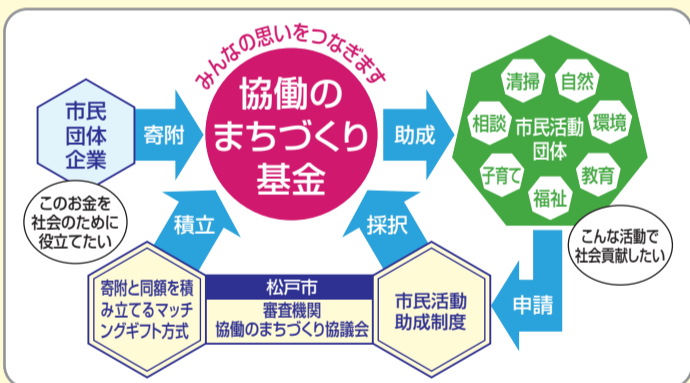 みんなの思いをつなぎます
協働の
まちづくり
基金
市民
団体
企業
寄附
助成
このお金を
社会のために
役立てたい
積立
採択
清掃
自然
相談
市民活動
団体
環境
子育て
福祉
教育
こんな活動で
社会貢献したい
申請
寄附と同額を積
み立てるマッチ
ングギフト方式
松戸市
審査機関
協働のまちづくり協議会
市民活動
助成制度